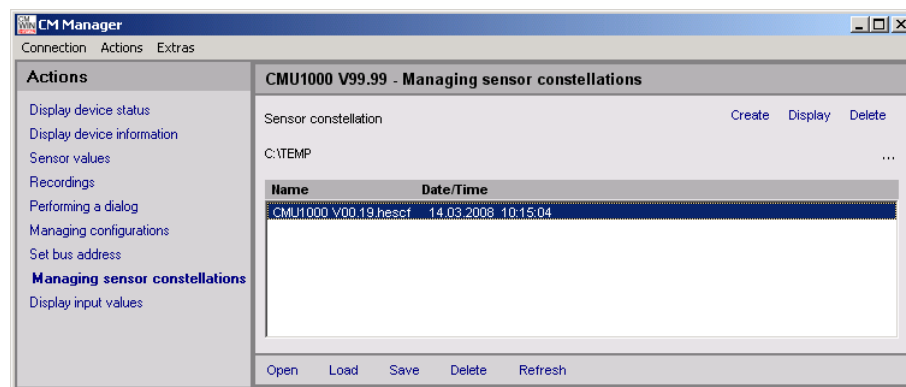 CM Manager
Connection Actions Extras
Actions
Display device status
Display device information
Sensor values
Recordings
Performing a dialog
Managing configurations
Set bus address
Managing sensor constellations
Display input values
CMU1000 V99.99 - Managing sensor constellations
Sensor constellation Create Display Delete
C:\TEMP ...
Name Date/Time
CMU1000 V00.19.hescf 14.03.2008 10:15:04
Open Load Save Delete Refresh